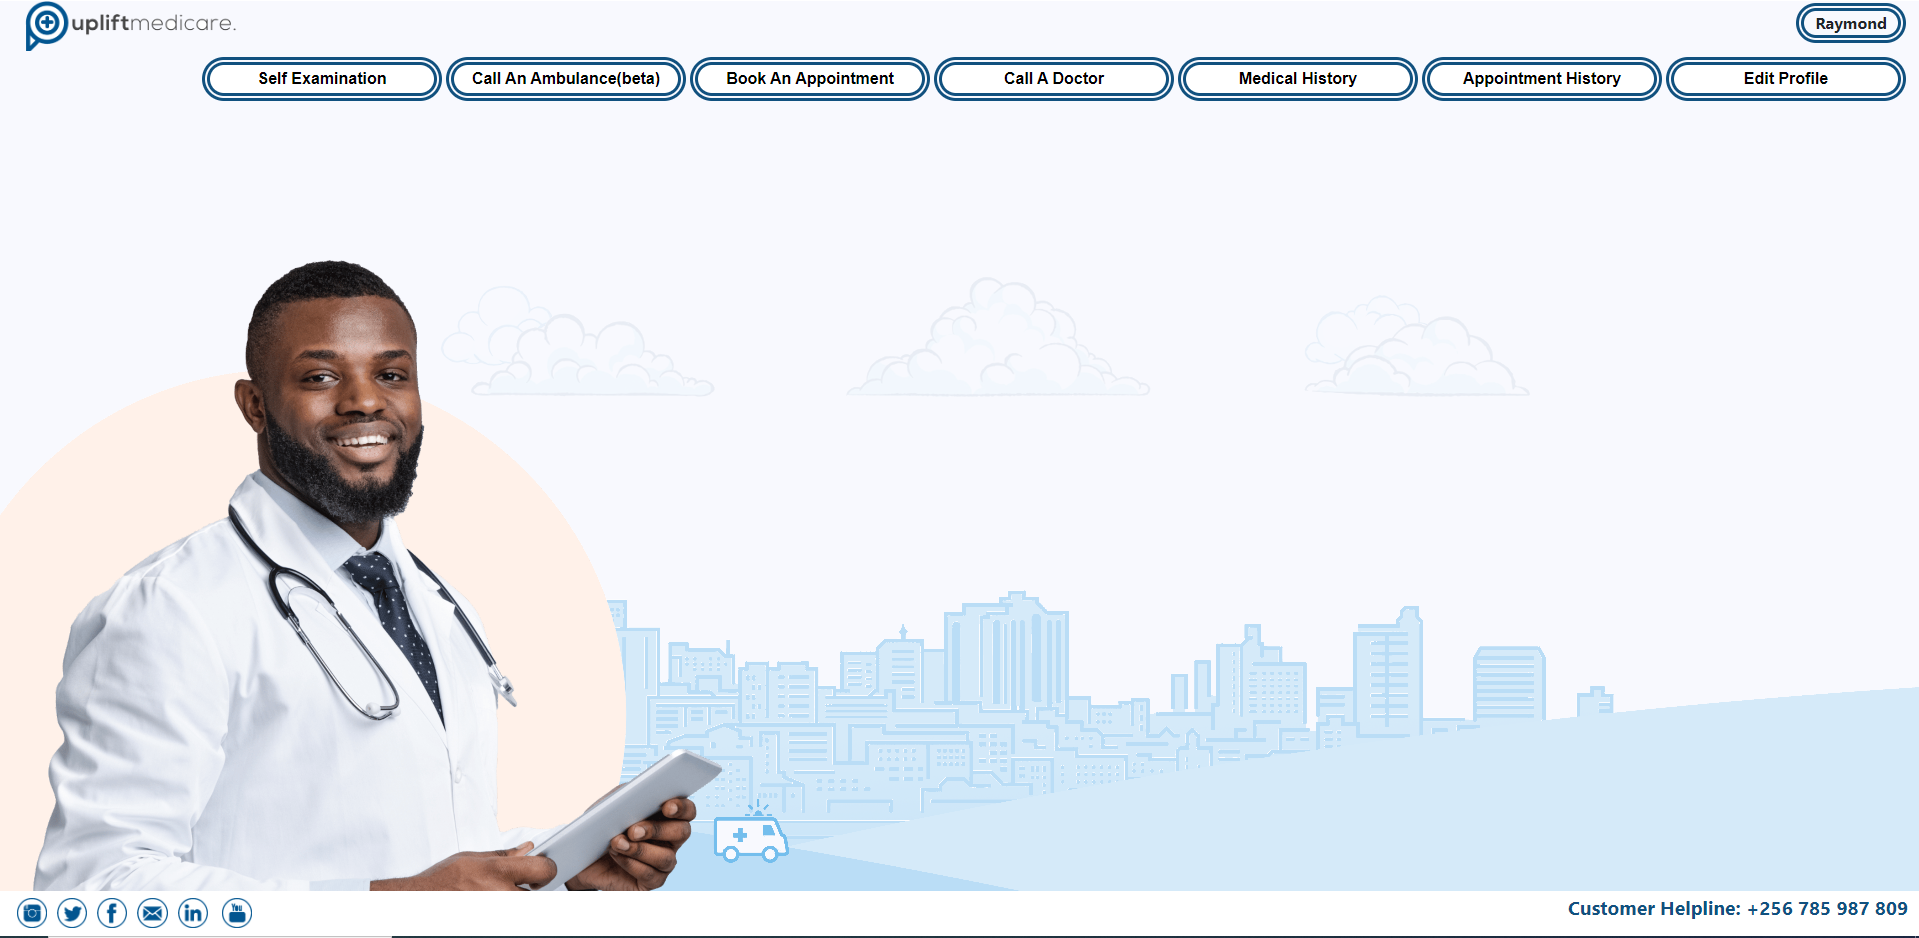 upliftmedicare.
Raymond
Self Examination
Call An Ambulance(beta)
Book An Appointment
Call A Doctor
Medical History
Appointment History
Edit Profile
You
Customer Helpline: +256 785 987 809